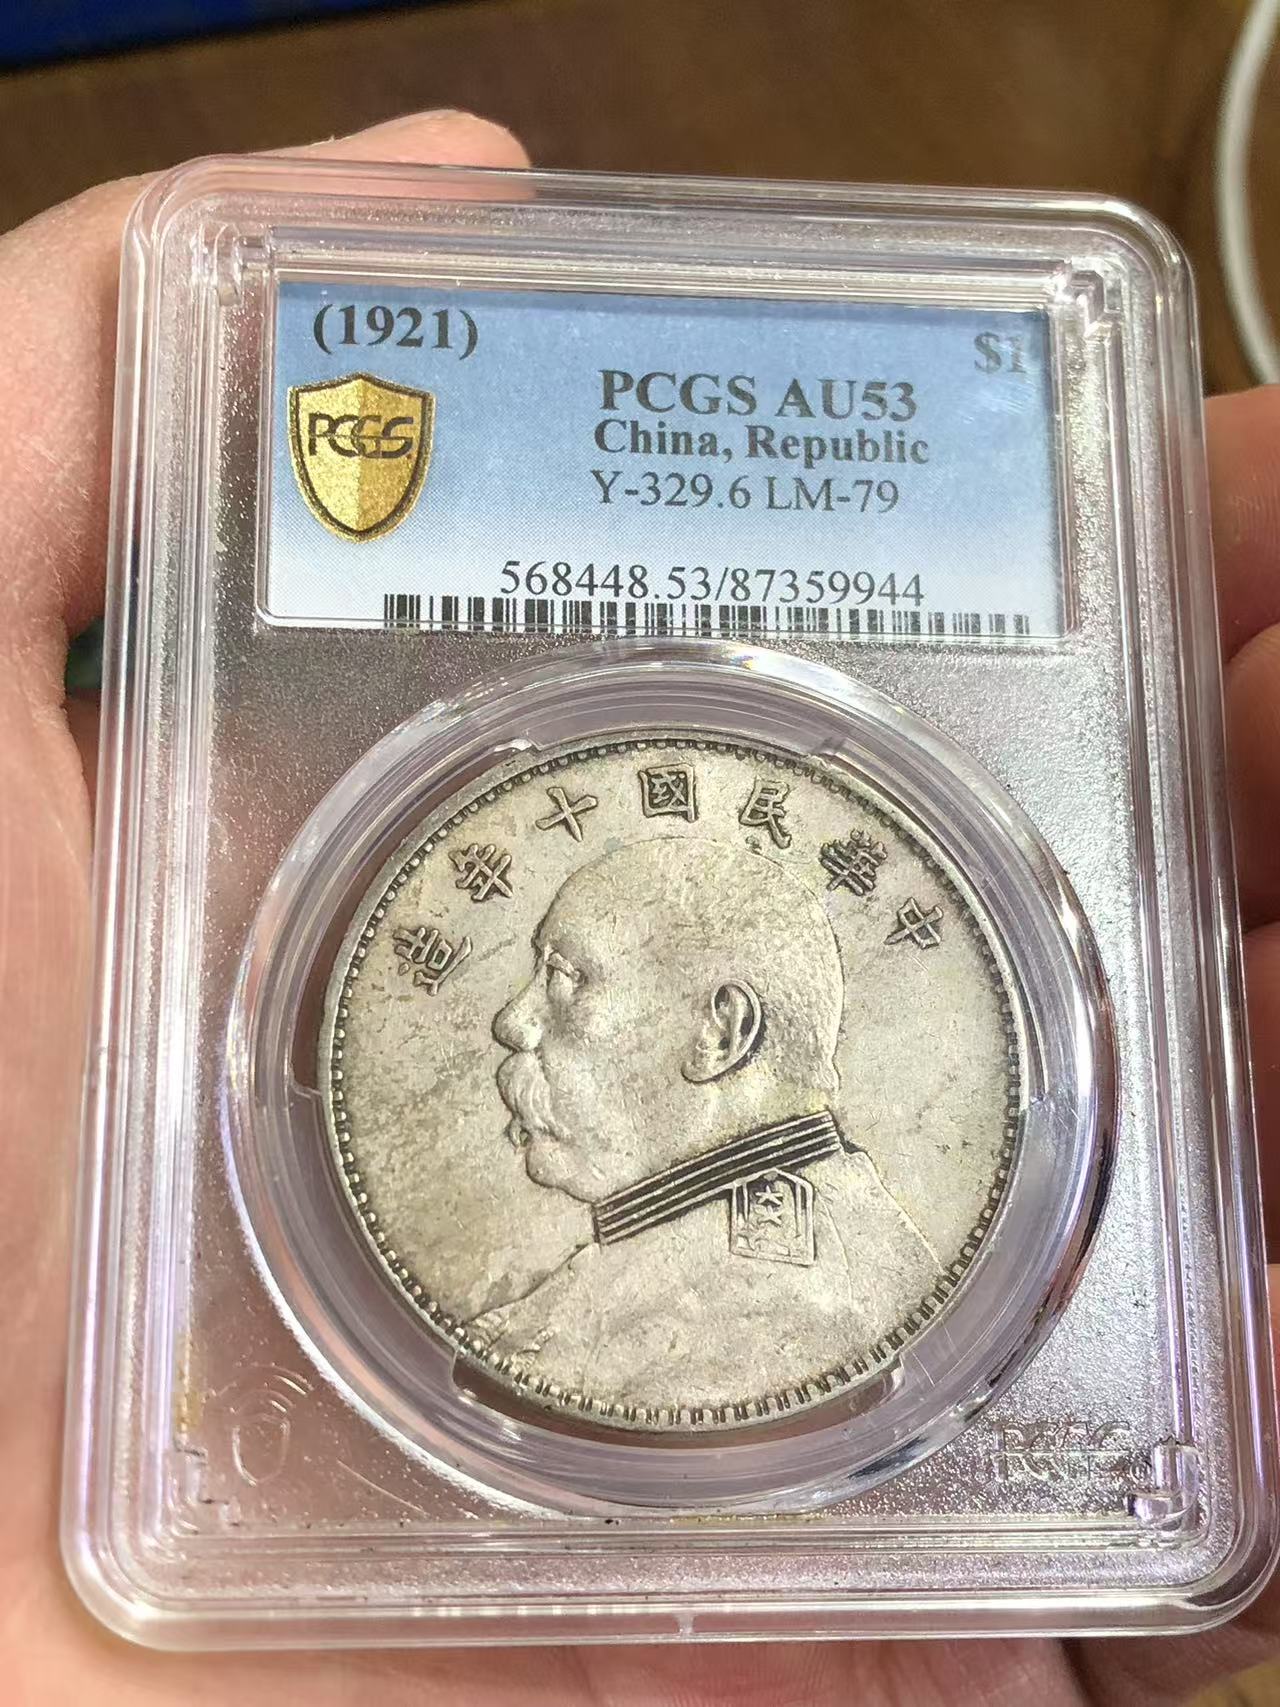 (1921)
$1
PCGS
PCGS AU53
China, Republic
Y-329.6 LM-79
568448.53/87359944
造年十國民華中
PCGS